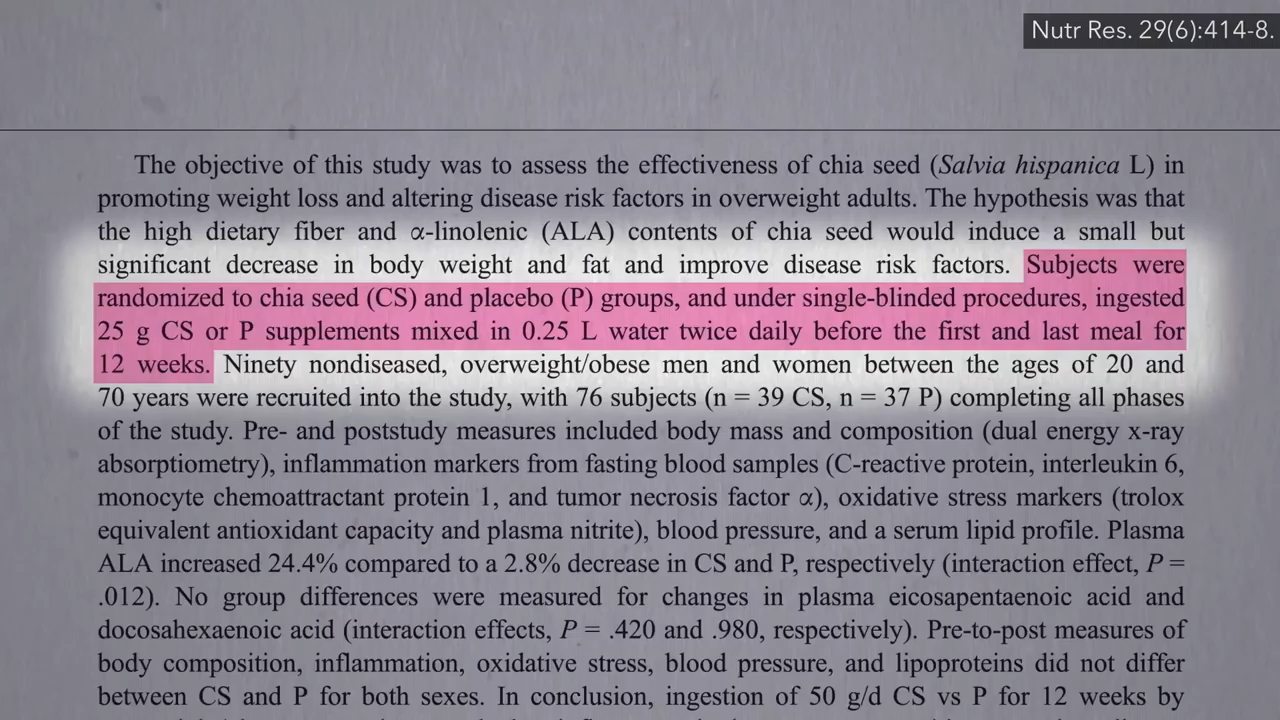 Nutr Res. 29(6):414-8.
The objective of this study was to assess the effectiveness of chia seed (Salvia hispanica L) in
promoting weight loss and altering disease risk factors in overweight adults. The hypothesis was that
the high dietary fiber and α-linolenic (ALA) contents of chia seed would induce a small but
significant decrease in body weight and fat and improve disease risk factors. Subjects were
randomized to chia seed (CS) and placebo (P) groups, and under single-blinded procedures, ingested
25 g CS or P supplements mixed in 0.25 L water twice daily before the first and last meal for
12 weeks. Ninety nondiseased, overweight/obese men and women between the ages of 20 and
70 years were recruited into the study, with 76 subjects (n = 39 CS, n = 37 P) completing all phases
of the study. Pre- and poststudy measures included body mass and composition (dual energy x-ray
absorptiometry), inflammation markers from fasting blood samples (C-reactive protein, interleukin 6,
monocyte chemoattractant protein 1, and tumor necrosis factor α), oxidative stress markers (trolox
equivalent antioxidant capacity and plasma nitrite), blood pressure, and a serum lipid profile. Plasma
ALA increased 24.4% compared to a 2.8% decrease in CS and P, respectively (interaction effect, P =
.012). No group differences were measured for changes in plasma eicosapentaenoic acid and
docosahexaenoic acid (interaction effects, P = .420 and .980, respectively). Pre-to-post measures of
body composition, inflammation, oxidative stress, blood pressure, and lipoproteins did not differ
between CS and P for both sexes. In conclusion, ingestion of 50 g/d CS vs P for 12 weeks by